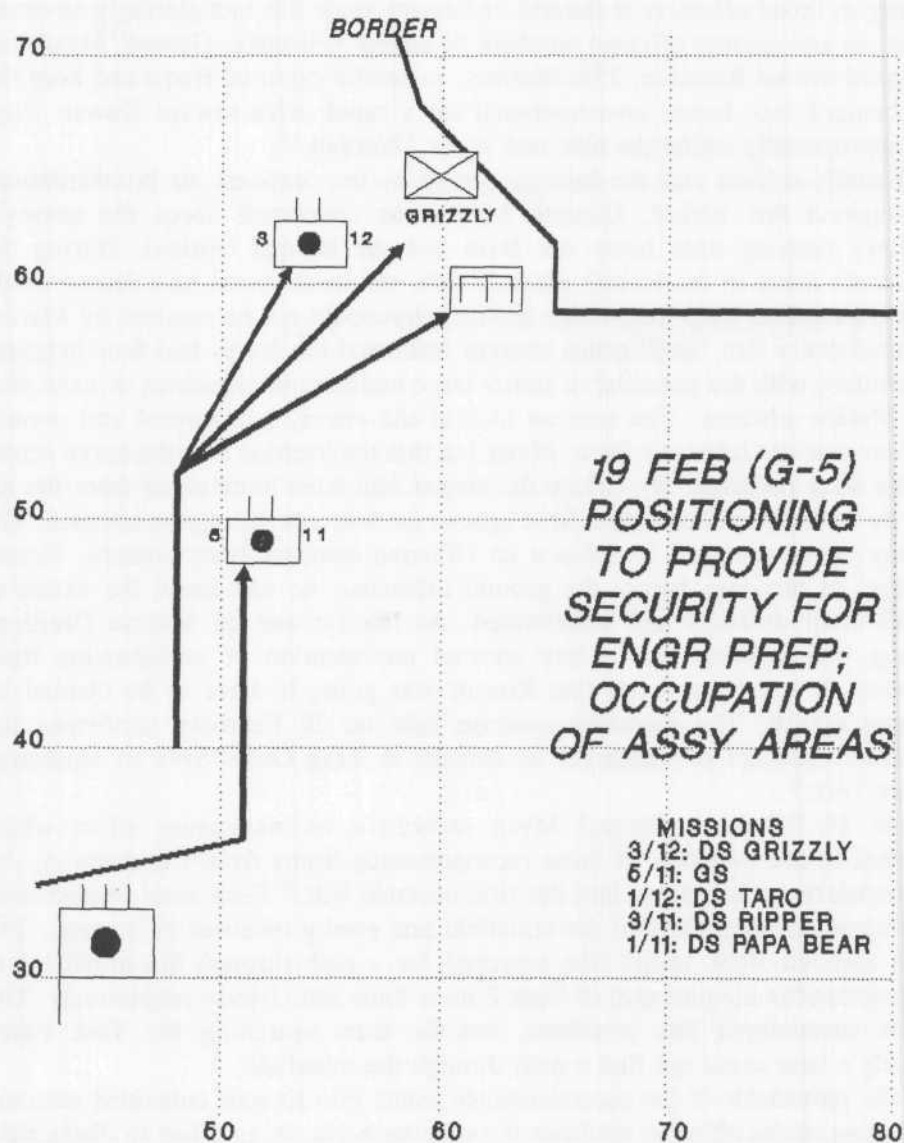 BORDER
70
GRIZZLY
3 12
60
19 FEB (G-5)
POSITIONING
TO PROVIDE
SECURITY FOR
ENGR PREP;
OCCUPATION
OF ASSY AREAS
50
5 11
40
MISSIONS
3/12: DS GRIZZLY
5/11: GS
1/12: DS TARO
3/11: DS RIPPER
1/11: DS PAPA BEAR
30
50 60 70 80